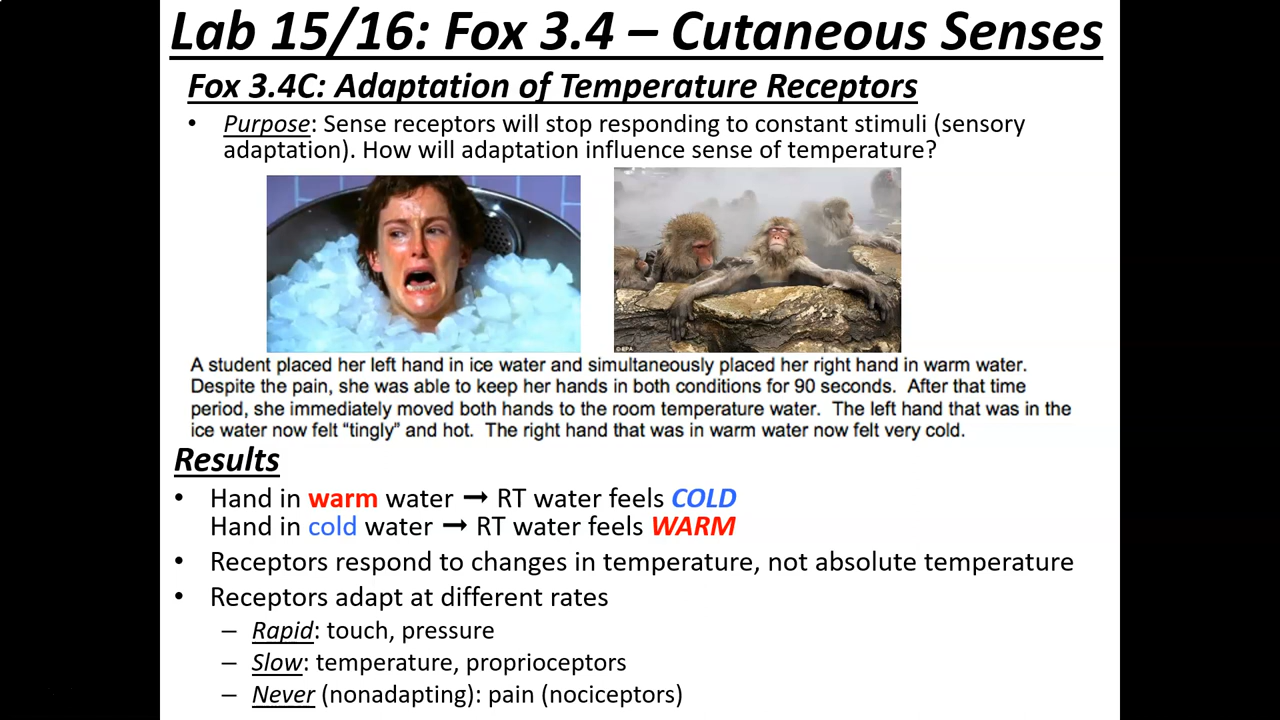 Lab 15/16: Fox 3.4 – Cutaneous Senses
Fox 3.4C: Adaptation of Temperature Receptors
• Purpose: Sense receptors will stop responding to constant stimuli (sensory
adaptation). How will adaptation influence sense of temperature?
©EPA
A student placed her left hand in ice water and simultaneously placed her right hand in warm water.
Despite the pain, she was able to keep her hands in both conditions for 90 seconds. After that time
period, she immediately moved both hands to the room temperature water. The left hand that was in the
ice water now felt “tingly” and hot. The right hand that was in warm water now felt very cold.
Results
• Hand in warm water → RT water feels COLD
Hand in cold water → RT water feels WARM
• Receptors respond to changes in temperature, not absolute temperature
• Receptors adapt at different rates
– Rapid: touch, pressure
– Slow: temperature, proprioceptors
– Never (nonadapting): pain (nociceptors)